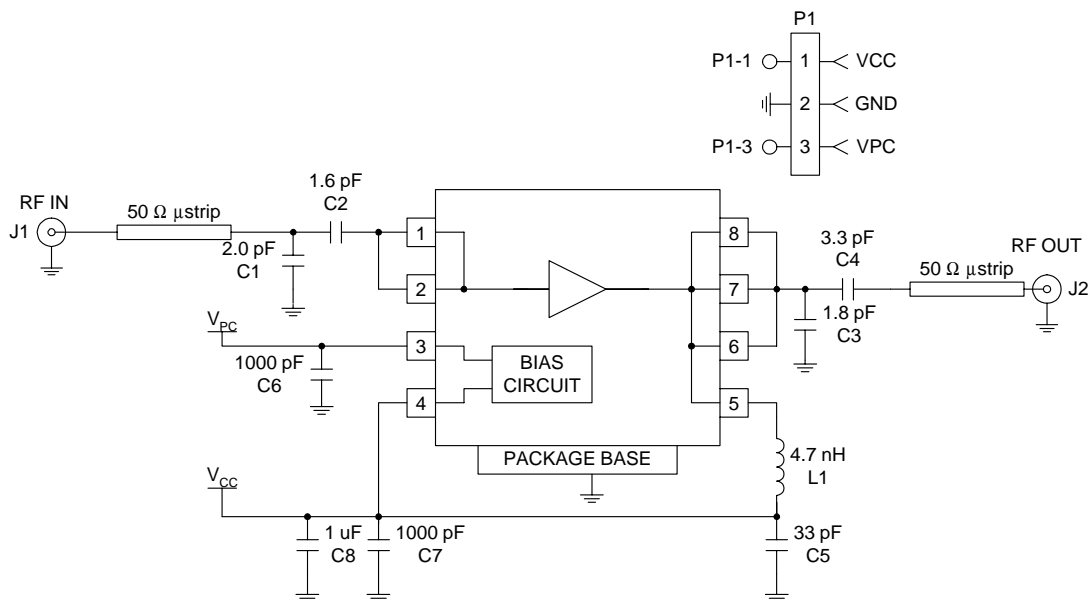 P1
P1-1
1
VCC
2
GND
P1-3
3
VPC
RF IN
J1
50 Ω µstrip
2.0 pF
C1
1.6 pF
C2
1
2
3
4
8
7
6
5
3.3 pF
C4
1.8 pF
C3
50 Ω µstrip
RF OUT
J2
VPC
1000 pF
C6
BIAS
CIRCUIT
PACKAGE BASE
4.7 nH
L1
VCC
1 uF
C8
1000 pF
C7
33 pF
C5